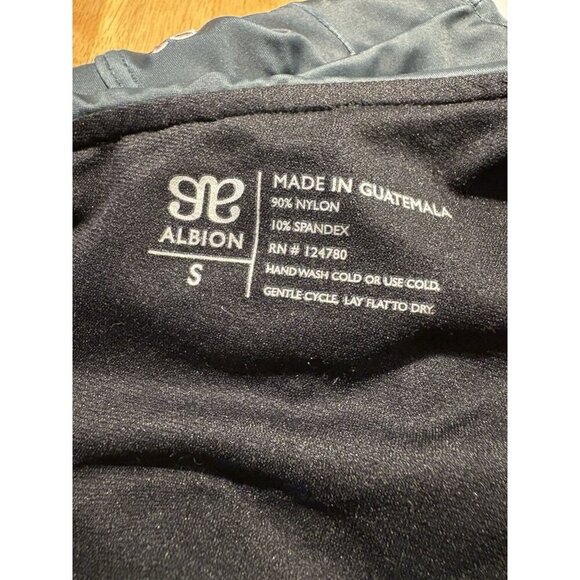 ALBION
S
MADE IN GUATEMALA
90% NYLON
10% SPANDEX
RN # 124780
HAND WASH COLD OR USE COLD,
GENTLE CYCLE, LAY FLAT TO DRY.